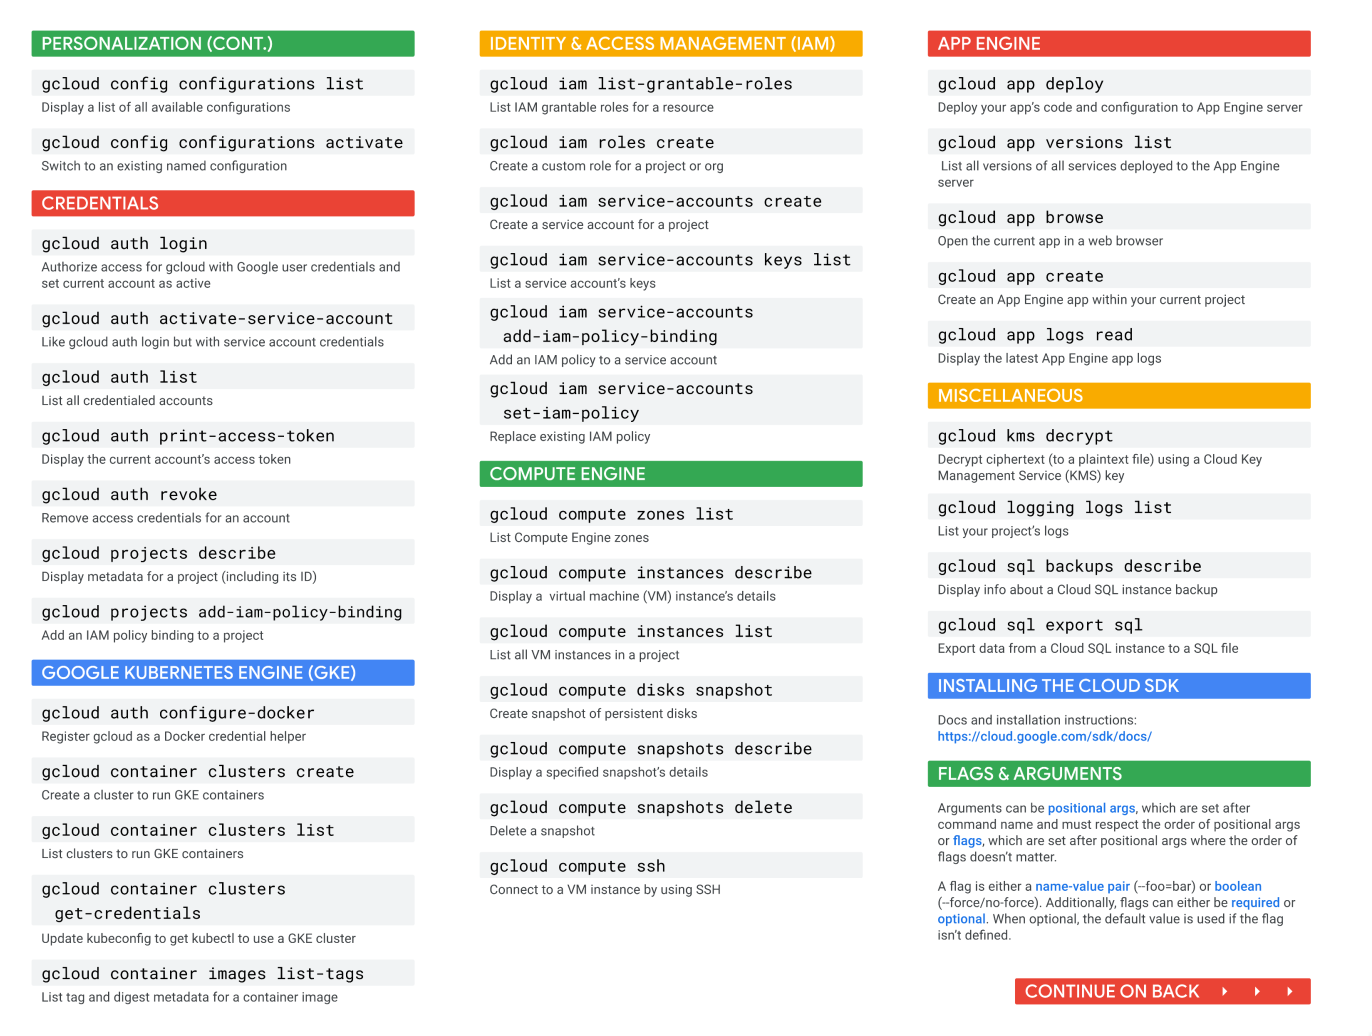 PERSONALIZATION (CONT.)
gcloud config configurations list
Display a list of all available configurations
gcloud config configurations activate
Switch to an existing named configuration
CREDENTIALS
gcloud auth login
Authorize access for gcloud with Google user credentials and
set current account as active
gcloud auth activate-service-account
Like gcloud auth login but with service account credentials
gcloud auth list
List all credentialed accounts
gcloud auth print-access-token
Display the current account's access token
gcloud auth revoke
Remove access credentials for an account
gcloud projects describe
Display metadata for a project (including its ID)
gcloud projects add-iam-policy-binding
Add an IAM policy binding to a project
GOOGLE KUBERNETES ENGINE (GKE)
gcloud auth configure-docker
Register gcloud as a Docker credential helper
gcloud container clusters create
Create a cluster to run GKE containers
gcloud container clusters list
List clusters to run GKE containers
gcloud container clusters
get-credentials
Update kubeconfig to get kubectl to use a GKE cluster
gcloud container images list-tags
List tag and digest metadata for a container image
IDENTITY & ACCESS MANAGEMENT (IAM)
gcloud iam list-grantable-roles
List IAM grantable roles for a resource
gcloud iam roles create
Create a custom role for a project or org
gcloud iam service-accounts create
Create a service account for a project
gcloud iam service-accounts keys list
List a service account's keys
gcloud iam service-accounts
add-iam-policy-binding
Add an IAM policy to a service account
gcloud iam service-accounts
set-iam-policy
Replace existing IAM policy
COMPUTE ENGINE
gcloud compute zones list
List Compute Engine zones
gcloud compute instances describe
Display a virtual machine (VM) instance's details
gcloud compute instances list
List all VM instances in a project
gcloud compute disks snapshot
Create snapshot of persistent disks
gcloud compute snapshots describe
Display a specified snapshot's details
gcloud compute snapshots delete
Delete a snapshot
gcloud compute ssh
Connect to a VM instance by using SSH
APP ENGINE
gcloud app deploy
Deploy your app's code and configuration to App Engine server
gcloud app versions list
List all versions of all services deployed to the App Engine
server
gcloud app browse
Open the current app in a web browser
gcloud app create
Create an App Engine app within your current project
gcloud app logs read
Display the latest App Engine app logs
MISCELLANEOUS
gcloud kms decrypt
Decrypt ciphertext (to a plaintext file) using a Cloud Key
Management Service (KMS) key
gcloud logging logs list
List your project's logs
gcloud sql backups describe
Display info about a Cloud SQL instance backup
gcloud sql export sql
Export data from a Cloud SQL instance to a SQL file
INSTALLING THE CLOUD SDK
Docs and installation instructions:
https://cloud.google.com/sdk/docs/
FLAGS & ARGUMENTS
Arguments can be positional args, which are set after
command name and must respect the order of positional args
or flags, which are set after positional args where the order of
flags doesn't matter.
A flag is either a name-value pair (--foo=bar) or boolean
(--force/no-force). Additionally, flags can either be required or
optional. When optional, the default value is used if the flag
isn't defined.
CONTINUE ON BACK